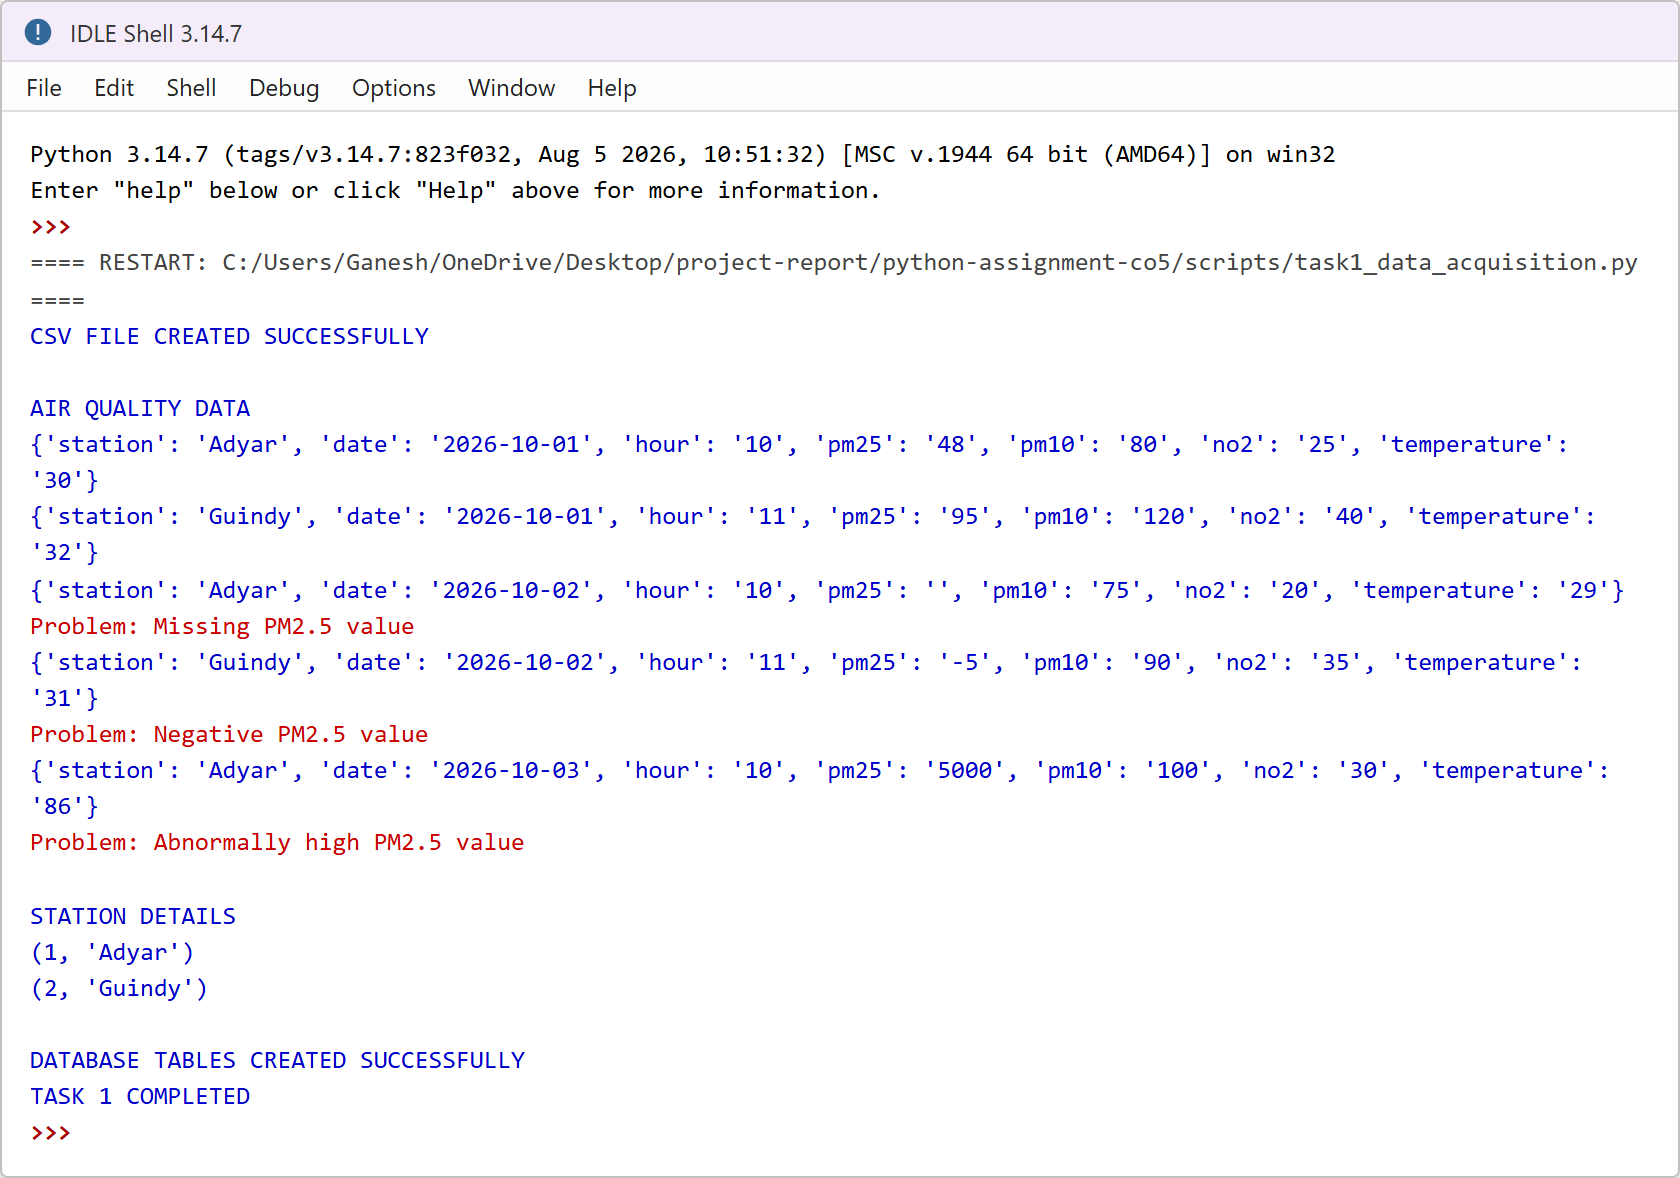 IDLE Shell 3.14.7
File Edit Shell Debug Options Window Help
Python 3.14.7 (tags/v3.14.7:823f032, Aug 5 2026, 10:51:32) [MSC v.1944 64 bit (AMD64)] on win32
Enter "help" below or click "Help" above for more information.
>>>
==== RESTART: C:/Users/Ganesh/OneDrive/Desktop/project-report/python-assignment-co5/scripts/task1_data_acquisition.py
====
CSV FILE CREATED SUCCESSFULLY
AIR QUALITY DATA
{'station': 'Adyar', 'date': '2026-10-01', 'hour': '10', 'pm25': '48', 'pm10': '80', 'no2': '25', 'temperature':
'30'}
{'station': 'Guindy', 'date': '2026-10-01', 'hour': '11', 'pm25': '95', 'pm10': '120', 'no2': '40', 'temperature':
'32'}
{'station': 'Adyar', 'date': '2026-10-02', 'hour': '10', 'pm25': '', 'pm10': '75', 'no2': '20', 'temperature': '29'}
Problem: Missing PM2.5 value
{'station': 'Guindy', 'date': '2026-10-02', 'hour': '11', 'pm25': '-5', 'pm10': '90', 'no2': '35', 'temperature':
'31'}
Problem: Negative PM2.5 value
{'station': 'Adyar', 'date': '2026-10-03', 'hour': '10', 'pm25': '5000', 'pm10': '100', 'no2': '30', 'temperature':
'86'}
Problem: Abnormally high PM2.5 value
STATION DETAILS
(1, 'Adyar')
(2, 'Guindy')
DATABASE TABLES CREATED SUCCESSFULLY
TASK 1 COMPLETED
>>>